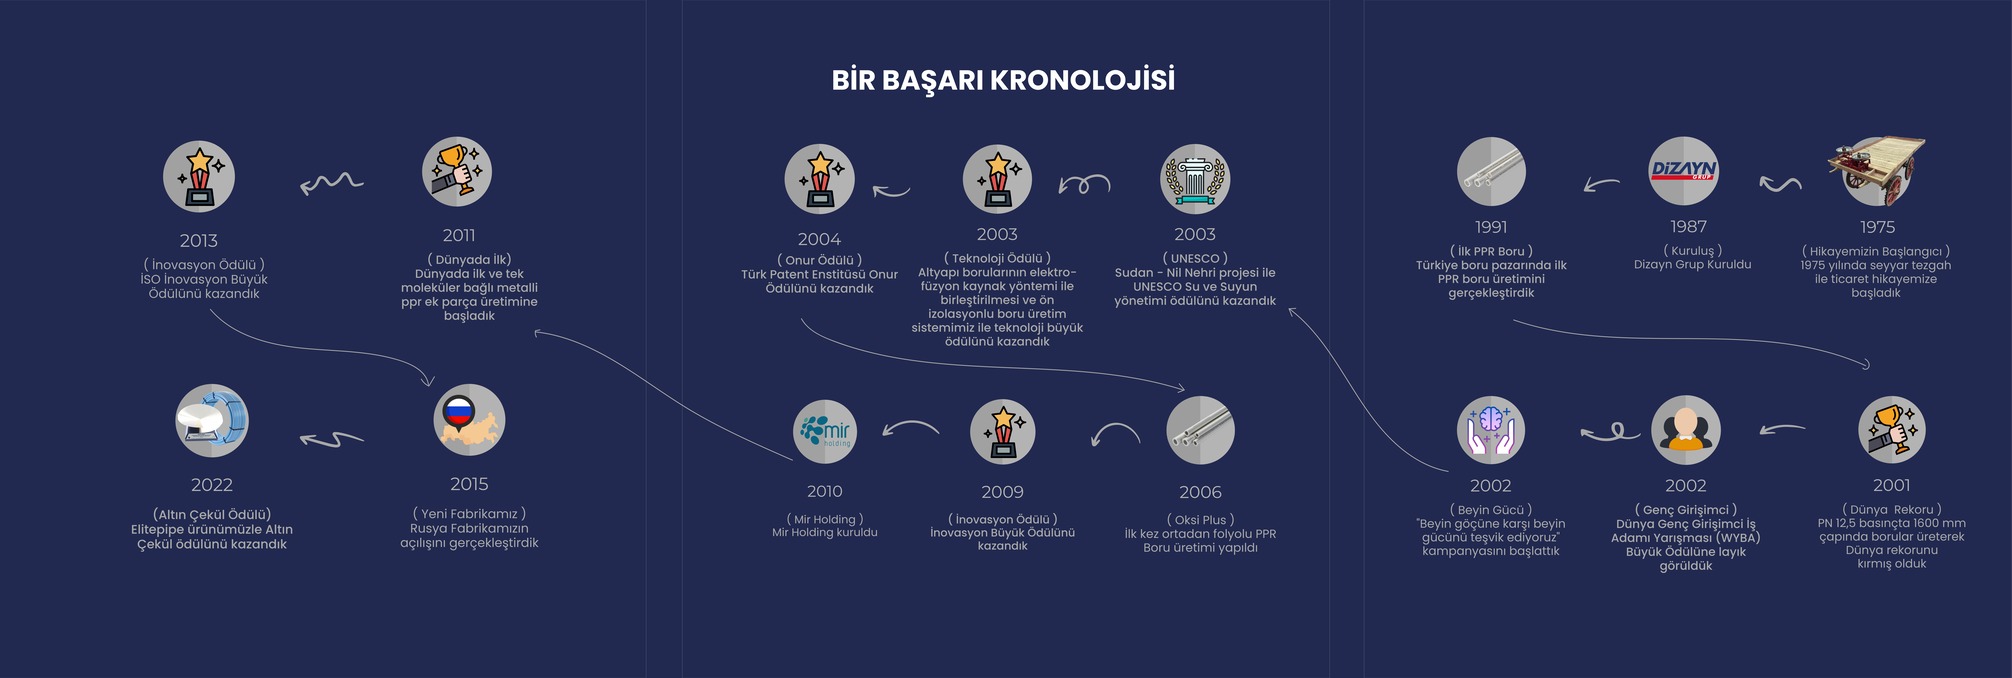 BİR BAŞARI KRONOLOJİSİ
2013
( İnovasyon Ödülü )
İSO İnovasyon Büyük
Ödülünü kazandık
2011
( Dünyada İlk)
Dünyada ilk ve tek
moleküler bağlı metalli
ppr ek parça üretimine
başladık
2022
(Altın Çekül Ödülü)
Elitepipe ürünümüzle Altın
Çekül ödülünü kazandık
2015
( Yeni Fabrikamız )
Rusya Fabrikamızın
açılışını gerçekleştirdik
2004
( Onur Ödülü )
Türk Patent Enstitüsü Onur
Ödülünü kazandık
2003
( Teknoloji Ödülü )
Altyapı borularının elektro-
füzyon kaynak yöntemi ile
birleştirilmesi ve ön
izolasyonlu boru üretim
sistemimiz ile teknoloji büyük
ödülünü kazandık
2003
( UNESCO )
Sudan - Nil Nehri projesi ile
UNESCO Su ve Suyun
yönetimi ödülünü kazandık
mir
holding
2010
( Mir Holding )
Mir Holding kuruldu
2009
( İnovasyon Ödülü )
İnovasyon Büyük Ödülünü
kazandık
2006
( Oksi Plus )
İlk kez ortadan folyolu PPR
Boru üretimi yapıldı
1991
( İlk PPR Boru )
Türkiye boru pazarında ilk
PPR boru üretimini
gerçekleştirdik
DİZAYN
GRUP
1987
( Kuruluş )
Dizayn Grup Kuruldu
1975
( Hikayemizin Başlangıcı )
1975 yılında seyyar tezgah
ile ticaret hikayemize
başladık
2002
( Beyin Gücü )
"Beyin göçüne karşı beyin
gücünü teşvik ediyoruz"
kampanyasını başlattık
2002
( Genç Girişimci )
Dünya Genç Girişimci İş
Adamı Yarışması (WYBA)
Büyük Ödülüne layık
görüldük
2001
( Dünya Rekoru )
PN 12,5 basınçta 1600 mm
çapında borular üreterek
Dünya rekorunu
kırmış olduk